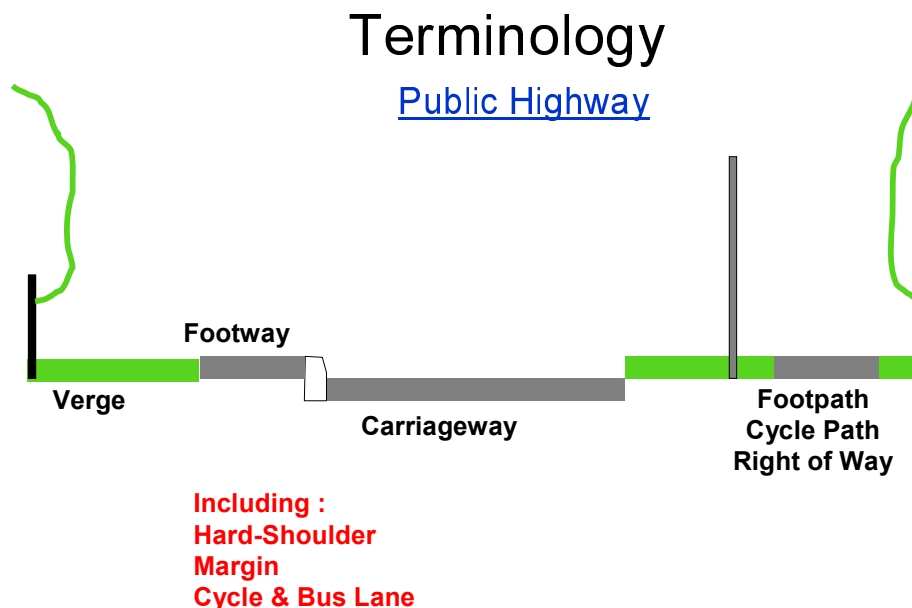 Terminology
Public Highway
Footway
Verge
Carriageway
Footpath
Cycle Path
Right of Way
Including :
Hard-Shoulder
Margin
Cycle & Bus Lane